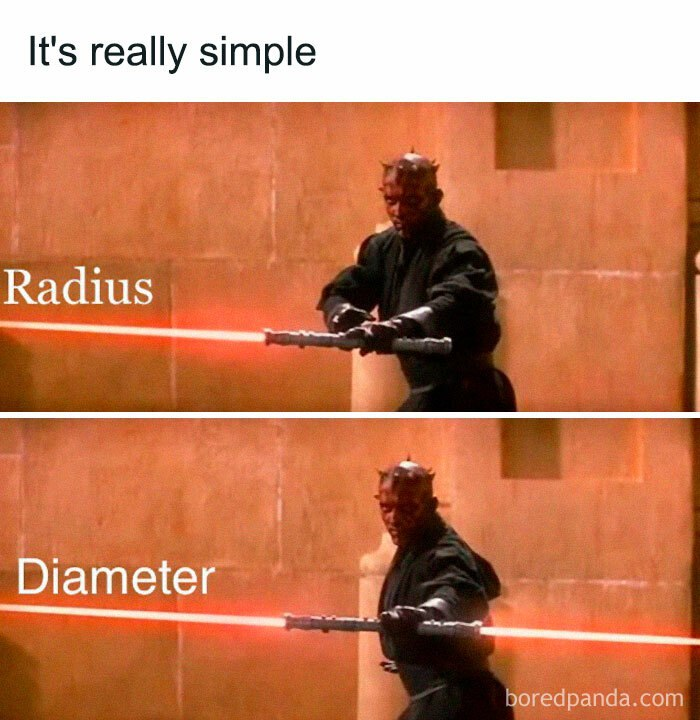 It's really simple
Radius
Diameter
boredpanda.com